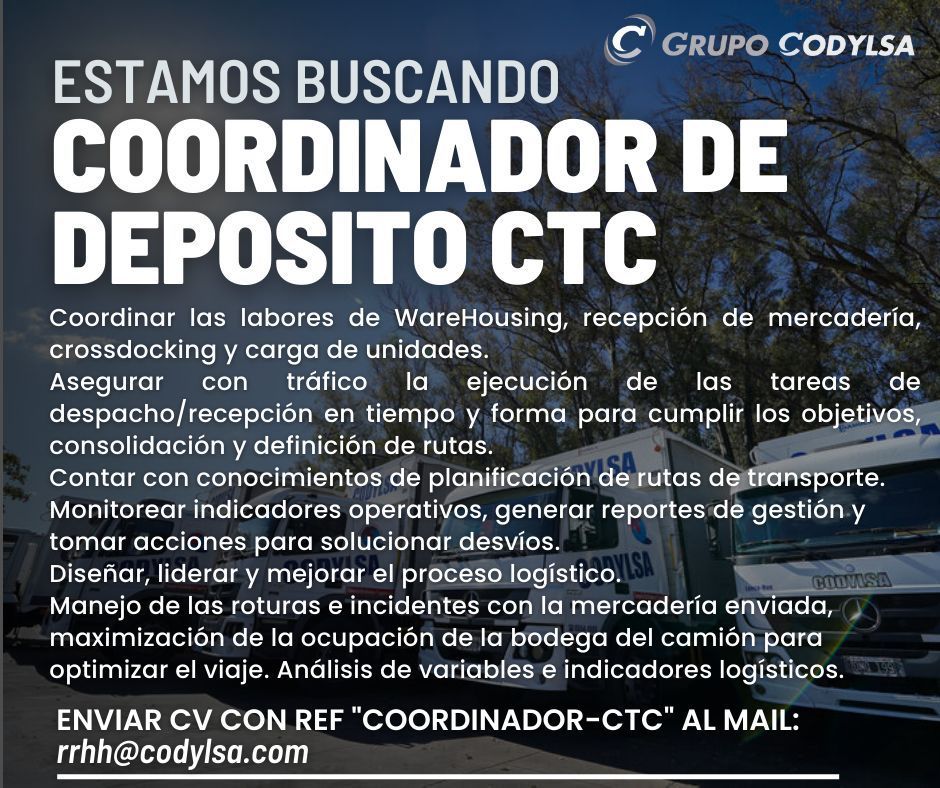 GRUPO CODYLSA
ESTAMOS BUSCANDO
COORDINADOR DE
DEPOSITO CTC
Coordinar las labores de WareHousing, recepción de mercadería,
crossdocking y carga de unidades.
Asegurar con tráfico la ejecución de las tareas de
despacho/recepción en tiempo y forma para cumplir los objetivos,
consolidación y definición de rutas.
Contar con conocimientos de planificación de rutas de transporte.
Monitorear indicadores operativos, generar reportes de gestión y
tomar acciones para solucionar desvíos.
Diseñar, liderar y mejorar el proceso logístico.
Manejo de las roturas e incidentes con la mercadería enviada,
maximización de la ocupación de la bodega del camión para
optimizar el viaje. Análisis de variables e indicadores logísticos.
ENVIAR CV CON REF "COORDINADOR-CTC" AL MAIL:
rrhh@codylsa.com
CODYLSA
CODYLSA
CODYLSA